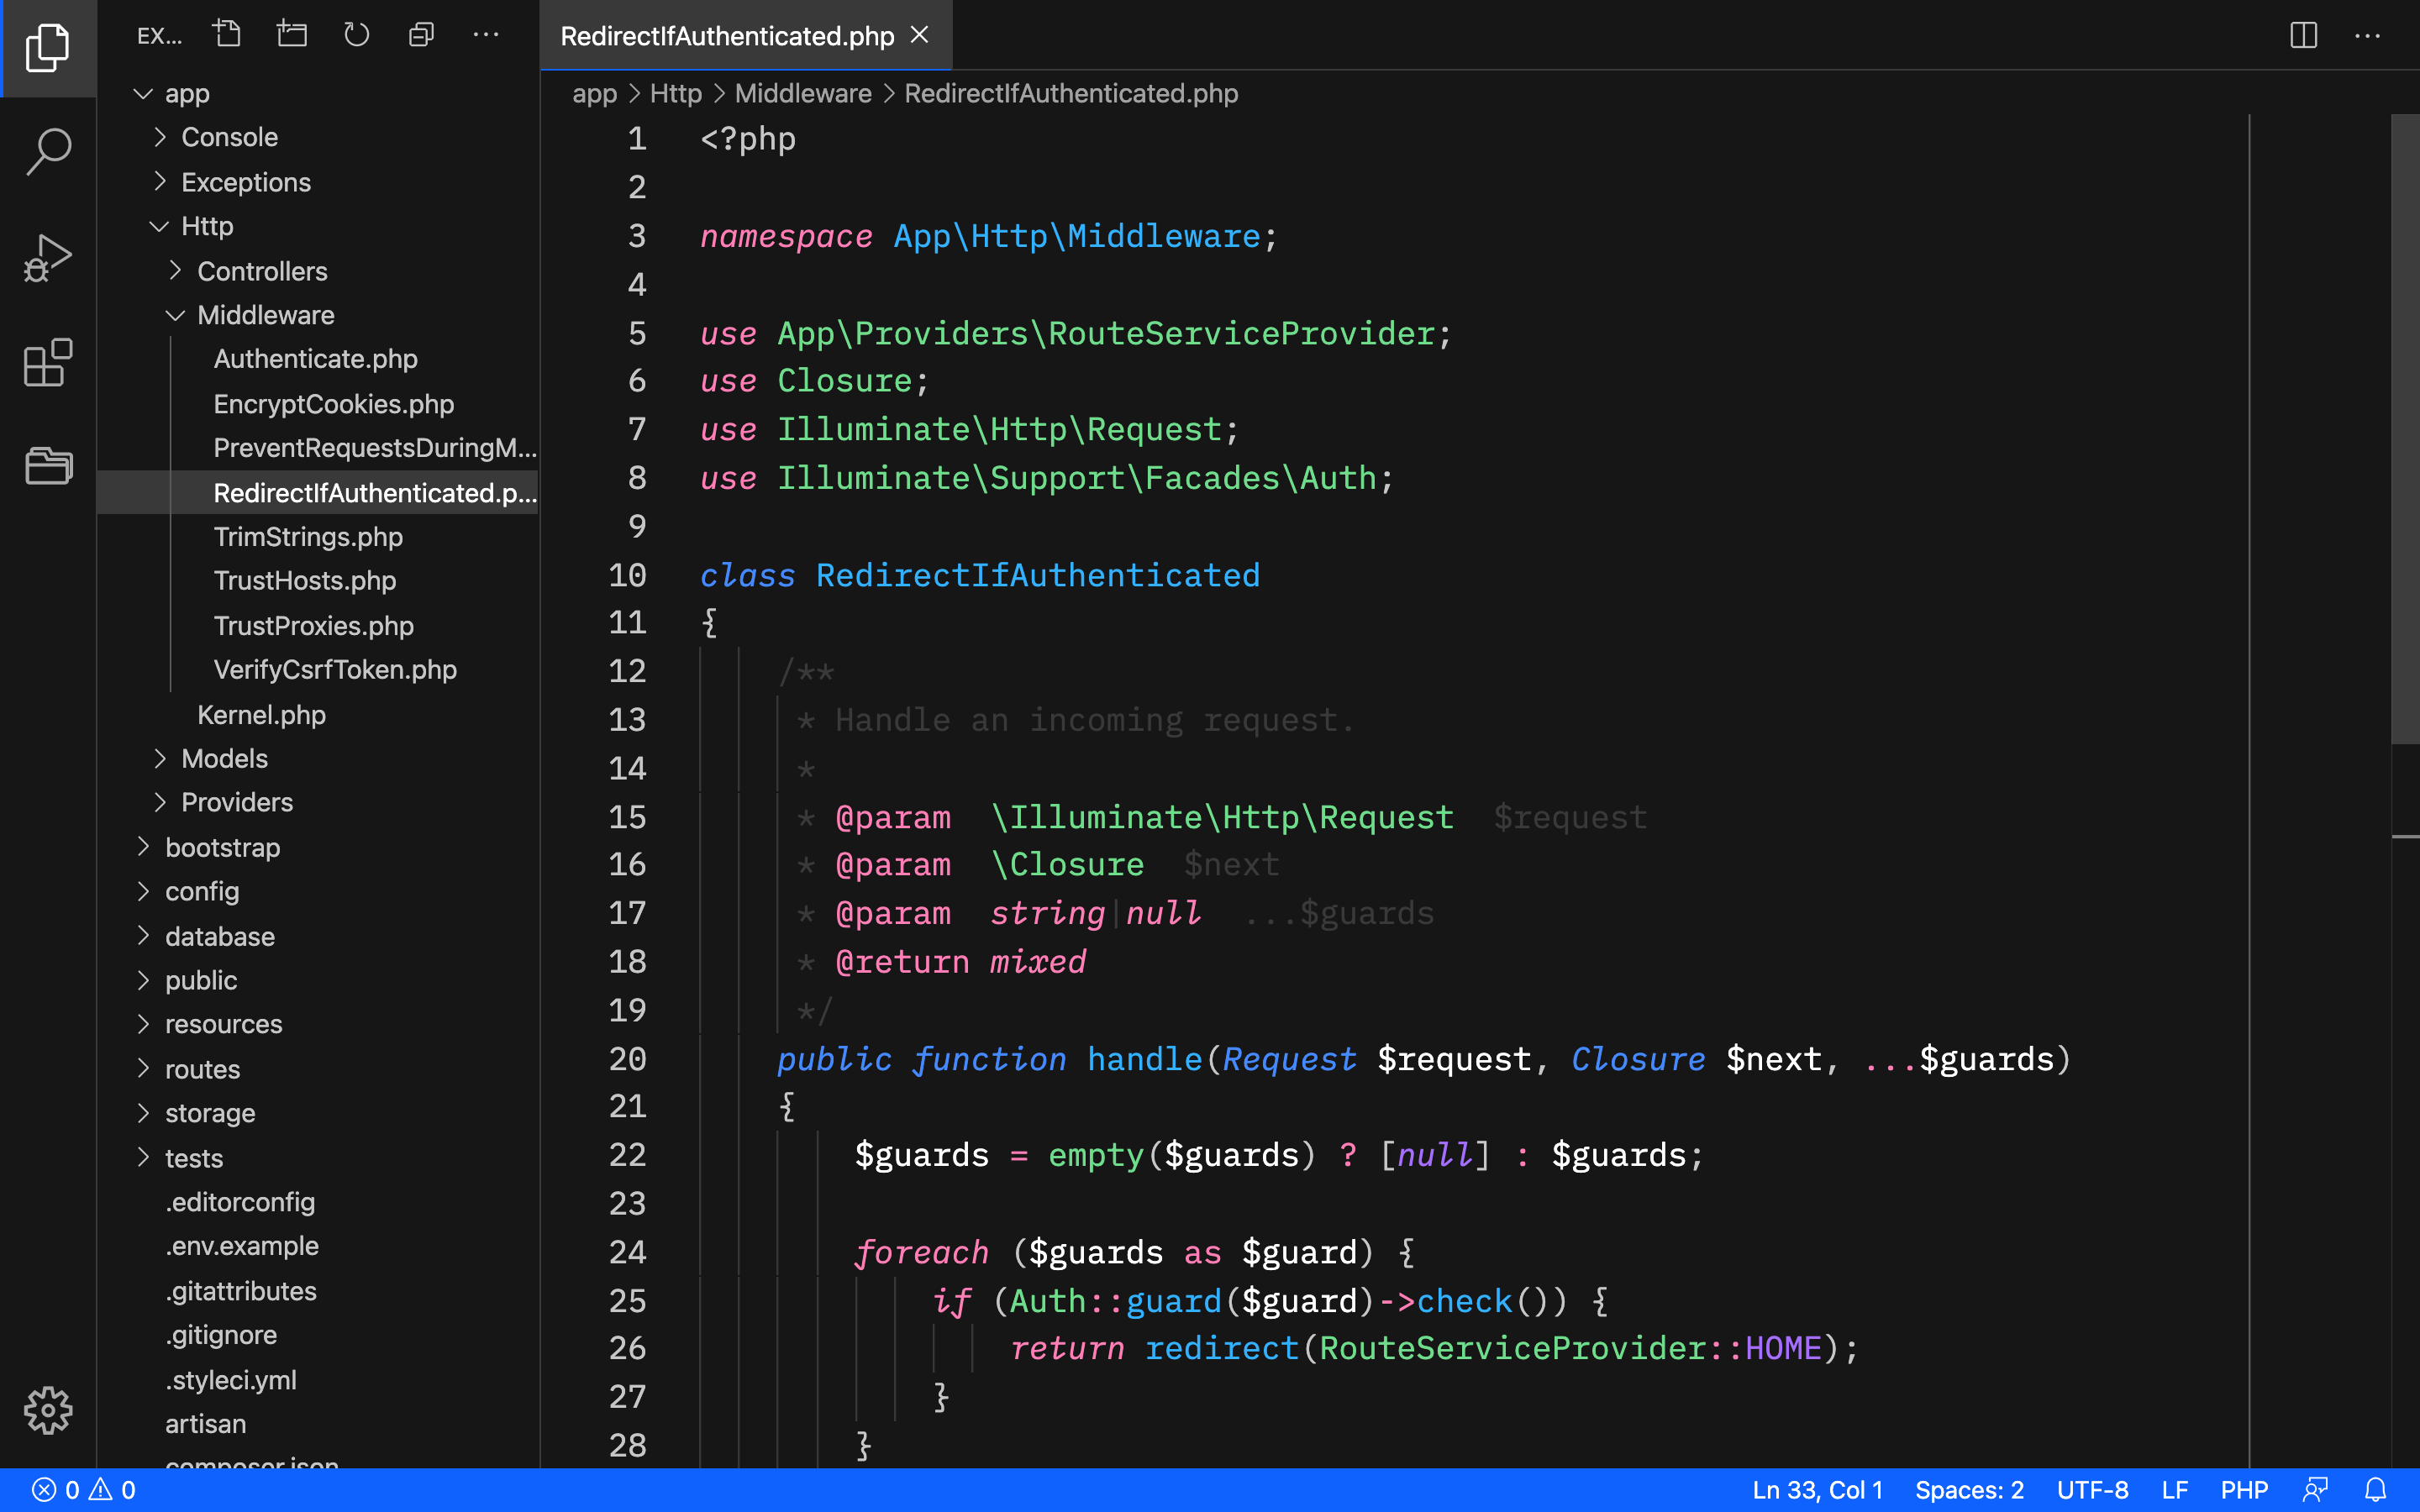 EX...
app
Console
Exceptions
Http
Controllers
Middleware
Authenticate.php
EncryptCookies.php
PreventRequestsDuringM...
RedirectIfAuthenticated.p...
TrimStrings.php
TrustHosts.php
TrustProxies.php
VerifyCsrfToken.php
Kernel.php
Models
Providers
bootstrap
config
database
public
resources
routes
storage
tests
.editorconfig
.env.example
.gitattributes
.gitignore
.styleci.yml
artisan
composer.json
RedirectIfAuthenticated.php
app > Http > Middleware > RedirectIfAuthenticated.php
1 <?php
2
3 namespace App\Http\Middleware;
4
5 use App\Providers\RouteServiceProvider;
6 use Closure;
7 use Illuminate\Http\Request;
8 use Illuminate\Support\Facades\Auth;
9
10 class RedirectIfAuthenticated
11 {
12     /**
13      * Handle an incoming request.
14      *
15      * @param  \Illuminate\Http\Request  $request
16      * @param  \Closure  $next
17      * @param  string|null  ...$guards
18      * @return mixed
19      */
20     public function handle(Request $request, Closure $next, ...$guards)
21     {
22         $guards = empty($guards) ? [null] : $guards;
23
24         foreach ($guards as $guard) {
25             if (Auth::guard($guard)->check()) {
26                 return redirect(RouteServiceProvider::HOME);
27             }
28         }
0 0
Ln 33, Col 1 Spaces: 2 UTF-8 LF PHP